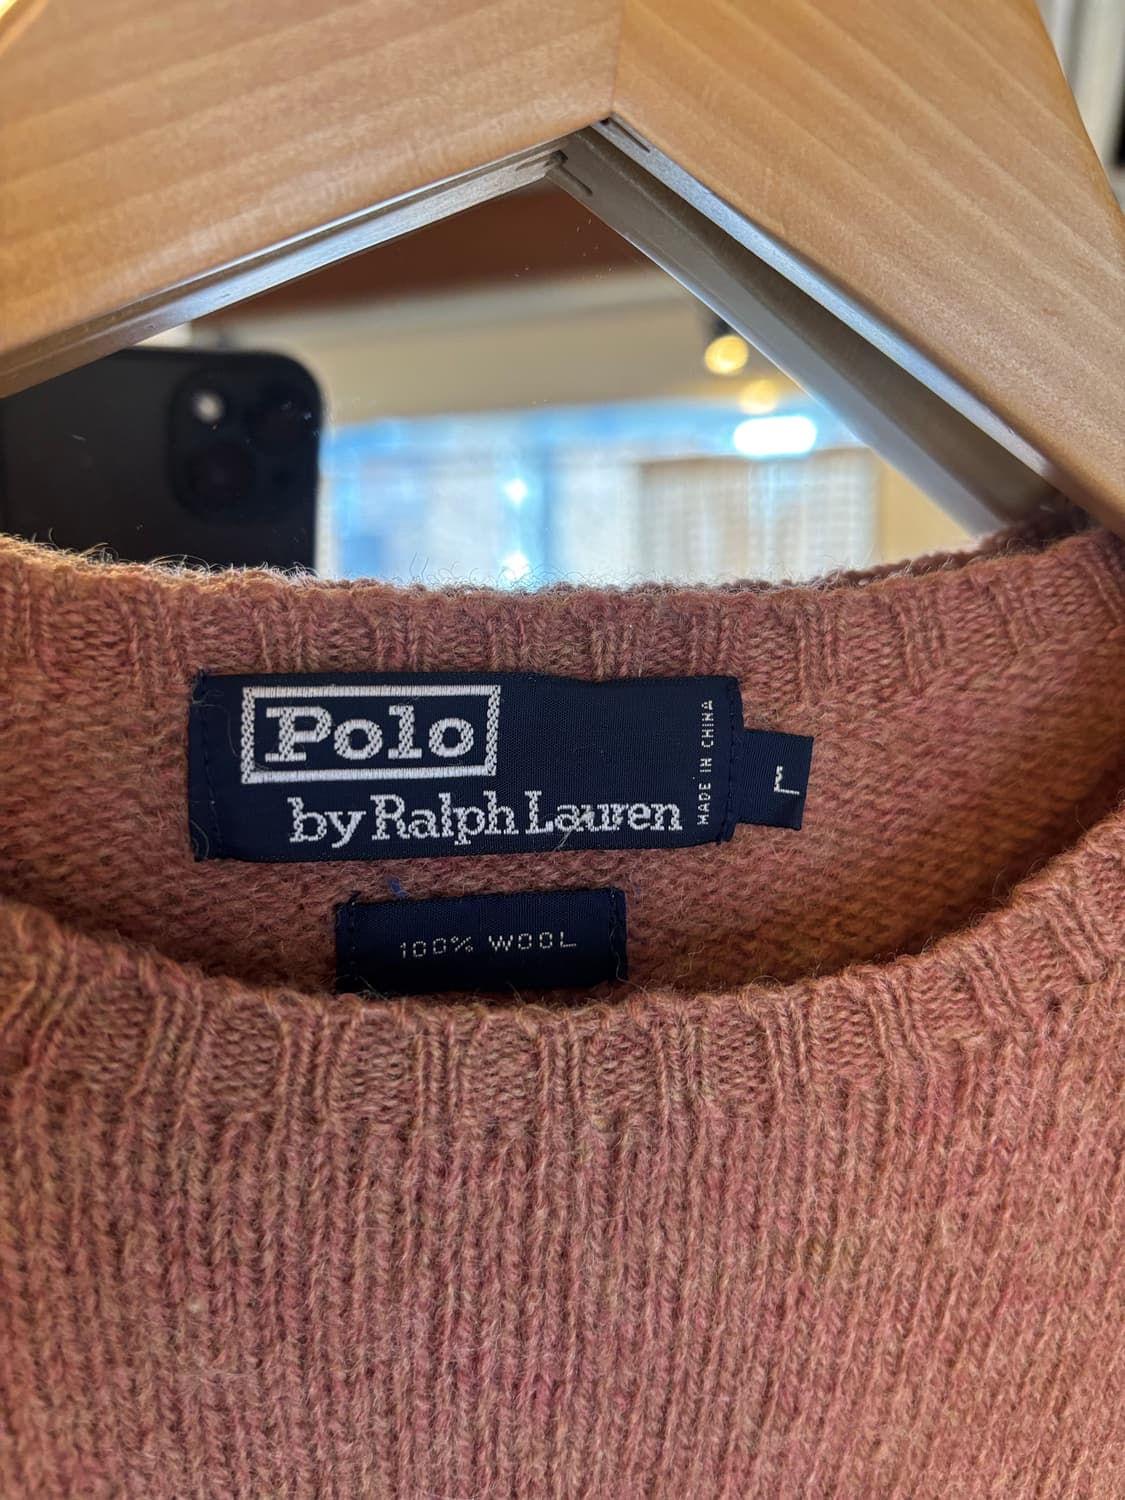 Polo
by Ralph Lauren
MADE IN CHINA
L
100% WOOL